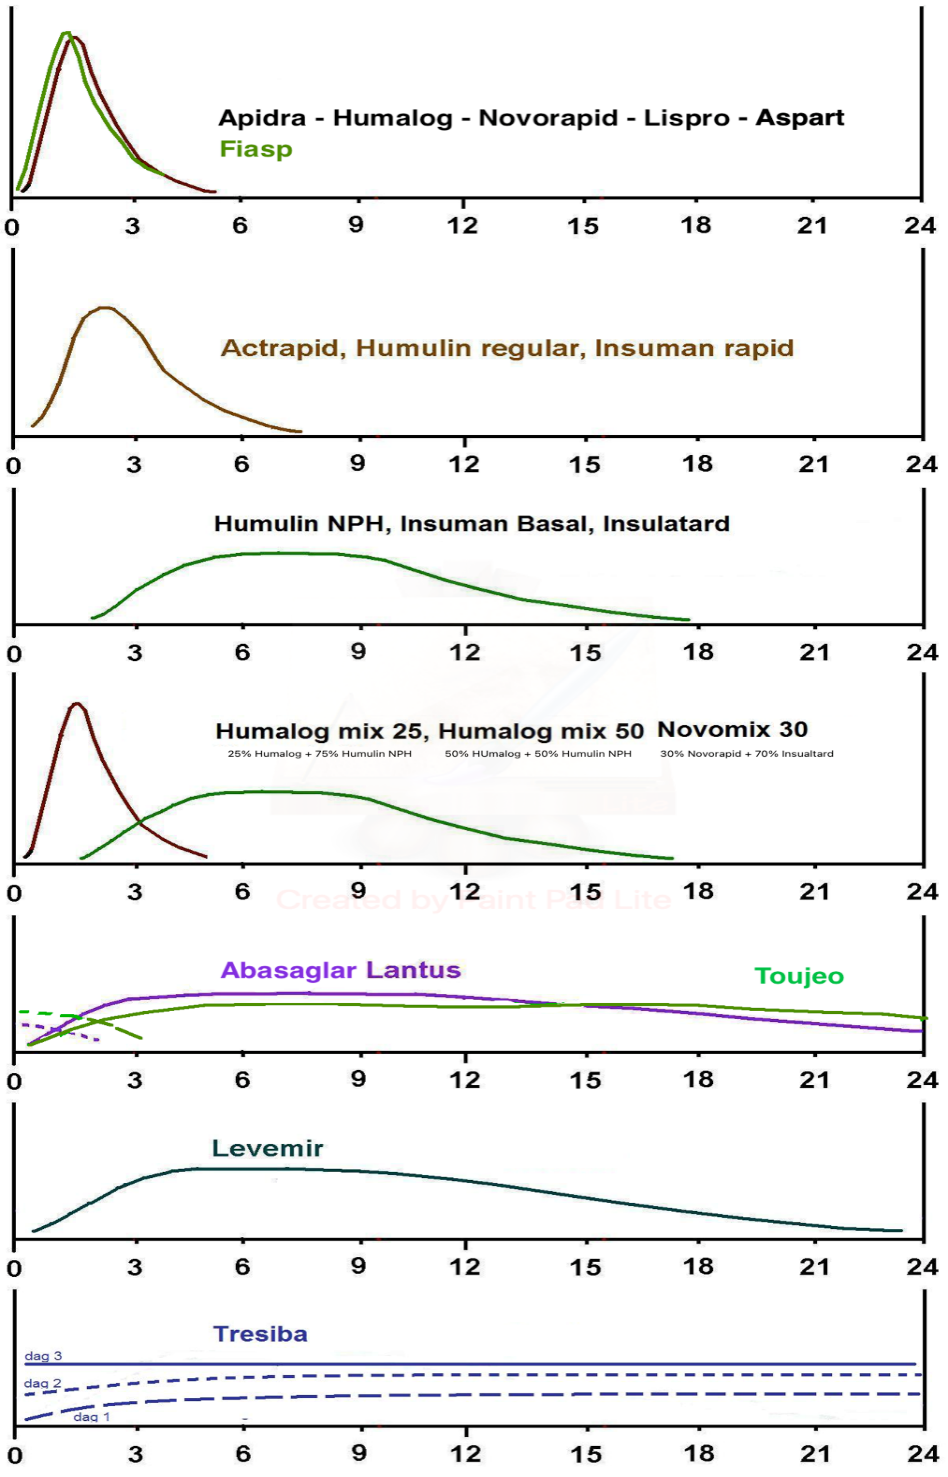 Apidra - Humalog - Novorapid - Lispro - Aspart
Fiasp
0 3 6 9 12 15 18 21 24
Actrapid, Humulin regular, Insuman rapid
0 3 6 9 12 15 18 21 24
Humulin NPH, Insuman Basal, Insulatard
0 3 6 9 12 15 18 21 24
Humalog mix 25, Humalog mix 50 Novomix 30
25% Humalog + 75% Humulin NPH 50% HUmalog + 50% Humulin NPH 30% Novorapid + 70% Insualtard
0 3 6 9 12 15 18 21 24
Created by Paint Pad Lite
Abasaglar Lantus Toujeo
0 3 6 9 12 15 18 21 24
Levemir
0 3 6 9 12 15 18 21 24
Tresiba
dag 3
dag 2
dag 1
0 3 6 9 12 15 18 21 24